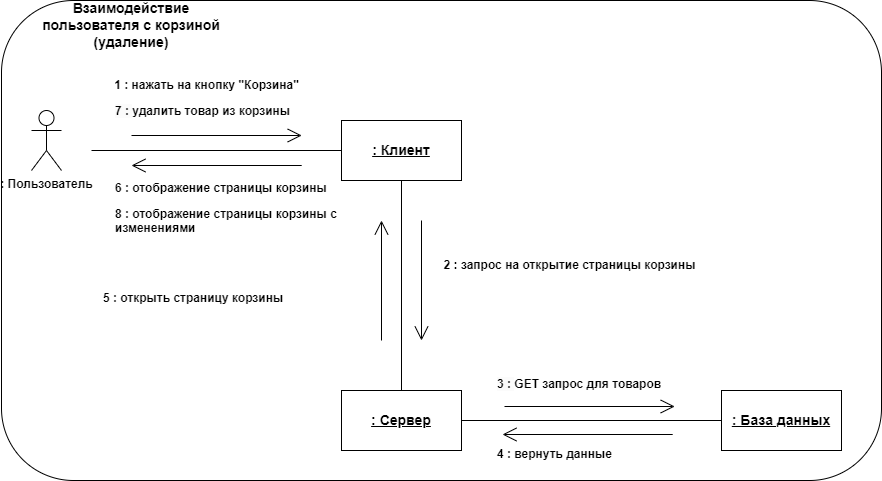 Взаимодействие
пользователя с корзиной
(удаление)
1 : нажать на кнопку "Корзина"
7 : удалить товар из корзины
: Клиент
: Пользователь
6 : отображение страницы корзины
8 : отображение страницы корзины с
изменениями
2 : запрос на открытие страницы корзины
5 : открыть страницу корзины
3 : GET запрос для товаров
: Сервер
: База данных
4 : вернуть данные